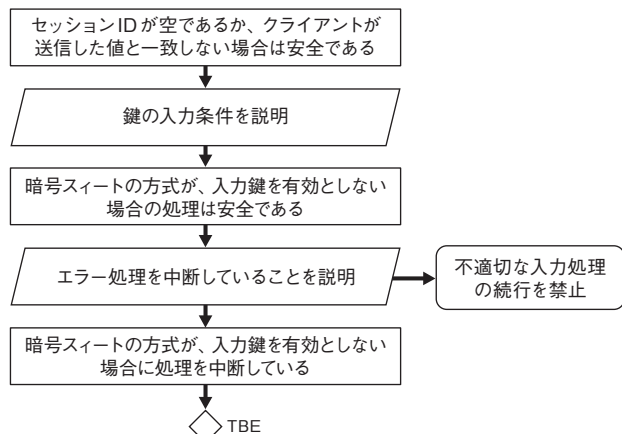 セッションIDが空であるか、クライアントが
送信した値と一致しない場合は安全である
鍵の入力条件を説明
暗号スィートの方式が、入力鍵を有効としない
場合の処理は安全である
エラー処理を中断していることを説明
不適切な入力処理
の続行を禁止
暗号スィートの方式が、入力鍵を有効としない
場合に処理を中断している
TBE